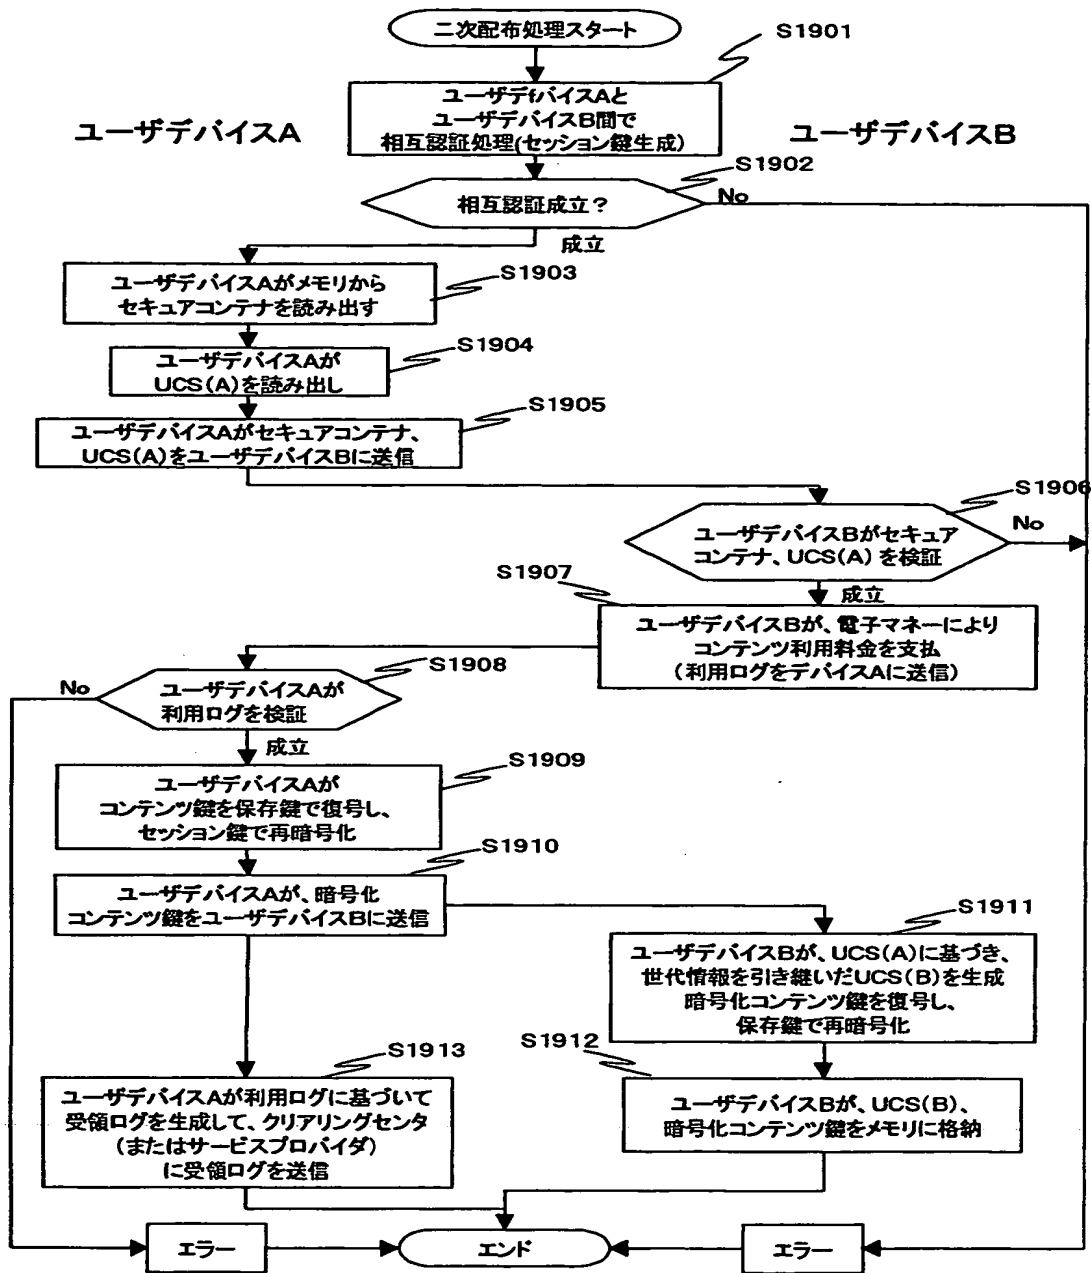 二次配布処理スタート
S1901
ユーザデfバイスAと
ユーザデバイスB間で
相互認証処理(セッション鍵生成)
ユーザデバイスA
ユーザデバイスB
S1902
相互認証成立?
No
成立
S1903
ユーザデバイスAがメモリから
セキュアコンテナを読み出す
S1904
ユーザデバイスAが
UCS(A)を読み出し
S1905
ユーザデバイスAがセキュアコンテナ、
UCS(A)をユーザデバイスBに送信
S1906
ユーザデバイスBがセキュア
コンテナ、UCS(A)を検証
No
成立
S1907
ユーザデバイスBが、電子マネーにより
コンテンツ利用料金を支払
(利用ログをデバイスAに送信)
S1908
No
ユーザデバイスAが
利用ログを検証
成立
S1909
ユーザデバイスAが
コンテンツ鍵を保存鍵で復号し、
セッション鍵で再暗号化
S1910
ユーザデバイスAが、暗号化
コンテンツ鍵をユーザデバイスBに送信
S1911
ユーザデバイスBが、UCS(A)に基づき、
世代情報を引き継いだUCS(B)を生成
暗号化コンテンツ鍵を復号し、
保存鍵で再暗号化
S1912
ユーザデバイスBが、UCS(B)、
暗号化コンテンツ鍵をメモリに格納
S1913
ユーザデバイスAが利用ログに基づいて
受領ログを生成して、クリアリングセンタ
(またはサービスプロバイダ)
に受領ログを送信
エラー
エンド
エラー